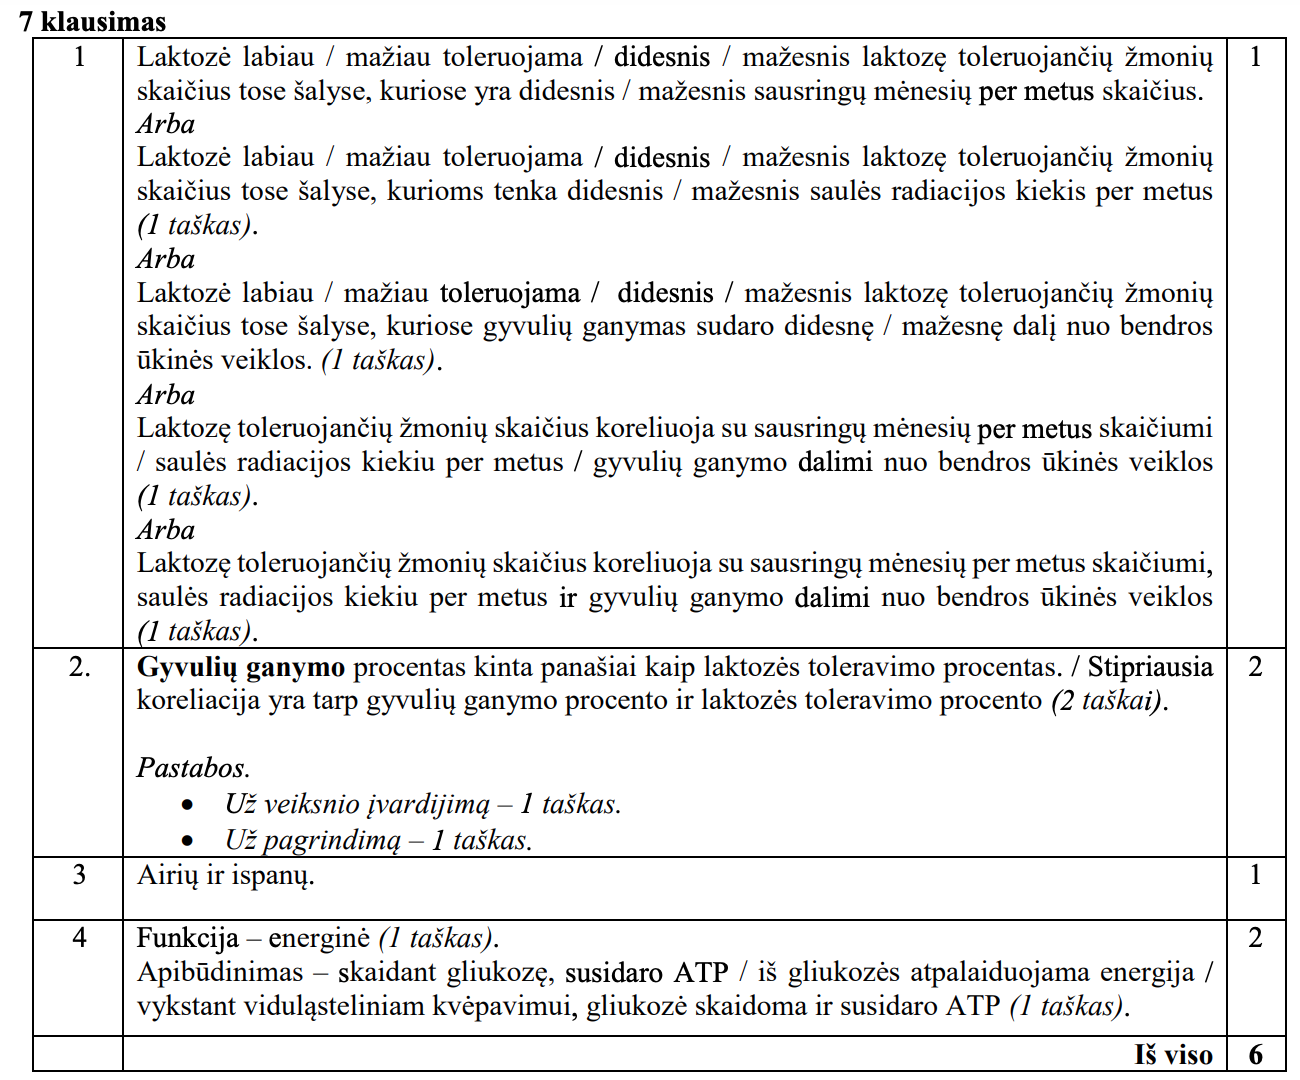 7 klausimas
1
Laktozė labiau / mažiau toleruojama / didesnis / mažesnis laktozę toleruojančių žmonių
skaičius tose šalyse, kuriose yra didesnis / mažesnis sausringų mėnesių per metus skaičius.
Arba
Laktozė labiau / mažiau toleruojama / didesnis / mažesnis laktozę toleruojančių žmonių
skaičius tose šalyse, kurioms tenka didesnis / mažesnis saulės radiacijos kiekis per metus
(1 taškas).
Arba
Laktozė labiau / mažiau toleruojama / didesnis / mažesnis laktozę toleruojančių žmonių
skaičius tose šalyse, kuriose gyvulių ganymas sudaro didesnę / mažesnę dalį nuo bendros
ūkinės veiklos. (1 taškas).
Arba
Laktozę toleruojančių žmonių skaičius koreliuoja su sausringų mėnesių per metus skaičiumi
/ saulės radiacijos kiekiu per metus / gyvulių ganymo dalimi nuo bendros ūkinės veiklos
(1 taškas).
Arba
Laktozę toleruojančių žmonių skaičius koreliuoja su sausringų mėnesių per metus skaičiumi,
saulės radiacijos kiekiu per metus ir gyvulių ganymo dalimi nuo bendros ūkinės veiklos
(1 taškas).
1
2.
Gyvulių ganymo procentas kinta panašiai kaip laktozės toleravimo procentas. / Stipriausia
koreliacija yra tarp gyvulių ganymo procento ir laktozės toleravimo procento (2 taškai).
Pastabos.
• Už veiksnio įvardijimą – 1 taškas.
• Už pagrindimą – 1 taškas.
2
3
Airių ir ispanų.
1
4
Funkcija – energinė (1 taškas).
Apibūdinimas – skaidant gliukozę, susidaro ATP / iš gliukozės atpalaiduojama energija /
vykstant viduląsteliniam kvėpavimui, gliukozė skaidoma ir susidaro ATP (1 taškas).
2
Iš viso 6